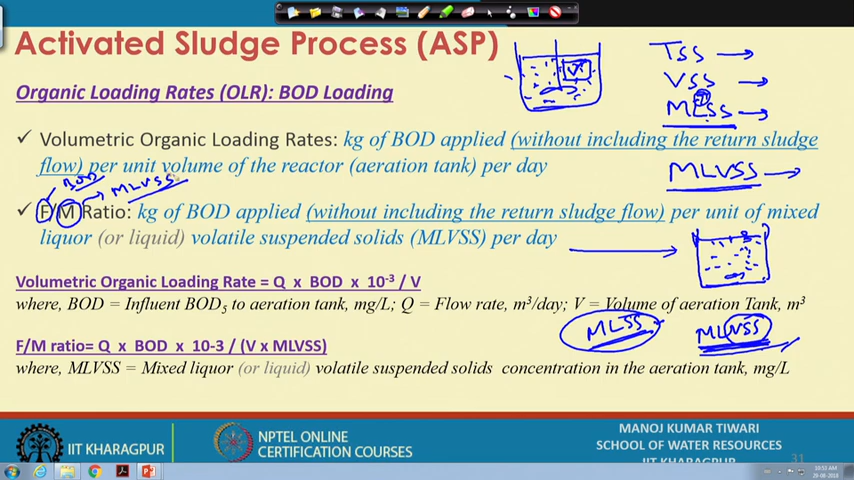 Activated Sludge Process (ASP)
TSS
VSS
MLSS
MLVSS
Organic Loading Rates (OLR): BOD Loading
✓ Volumetric Organic Loading Rates: kg of BOD applied (without including the return sludge
flow) per unit volume of the reactor (aeration tank) per day
BOD
MLVSS
✓ F/M Ratio: kg of BOD applied (without including the return sludge flow) per unit of mixed
liquor (or liquid) volatile suspended solids (MLVSS) per day
Volumetric Organic Loading Rate = Q x BOD x 10-3 / V
where, BOD = Influent BOD5 to aeration tank, mg/L; Q = Flow rate, m3/day; V = Volume of aeration Tank, m3
MLSS
MLVSS
F/M ratio= Q x BOD x 10-3 / (V x MLVSS)
where, MLVSS = Mixed liquor (or liquid) volatile suspended solids concentration in the aeration tank, mg/L
IIT KHARAGPUR
NPTEL ONLINE
CERTIFICATION COURSES
MANOJ KUMAR TIWARI
SCHOOL OF WATER RESOURCES
IIT KHARAGPUR
31
10:52 AM